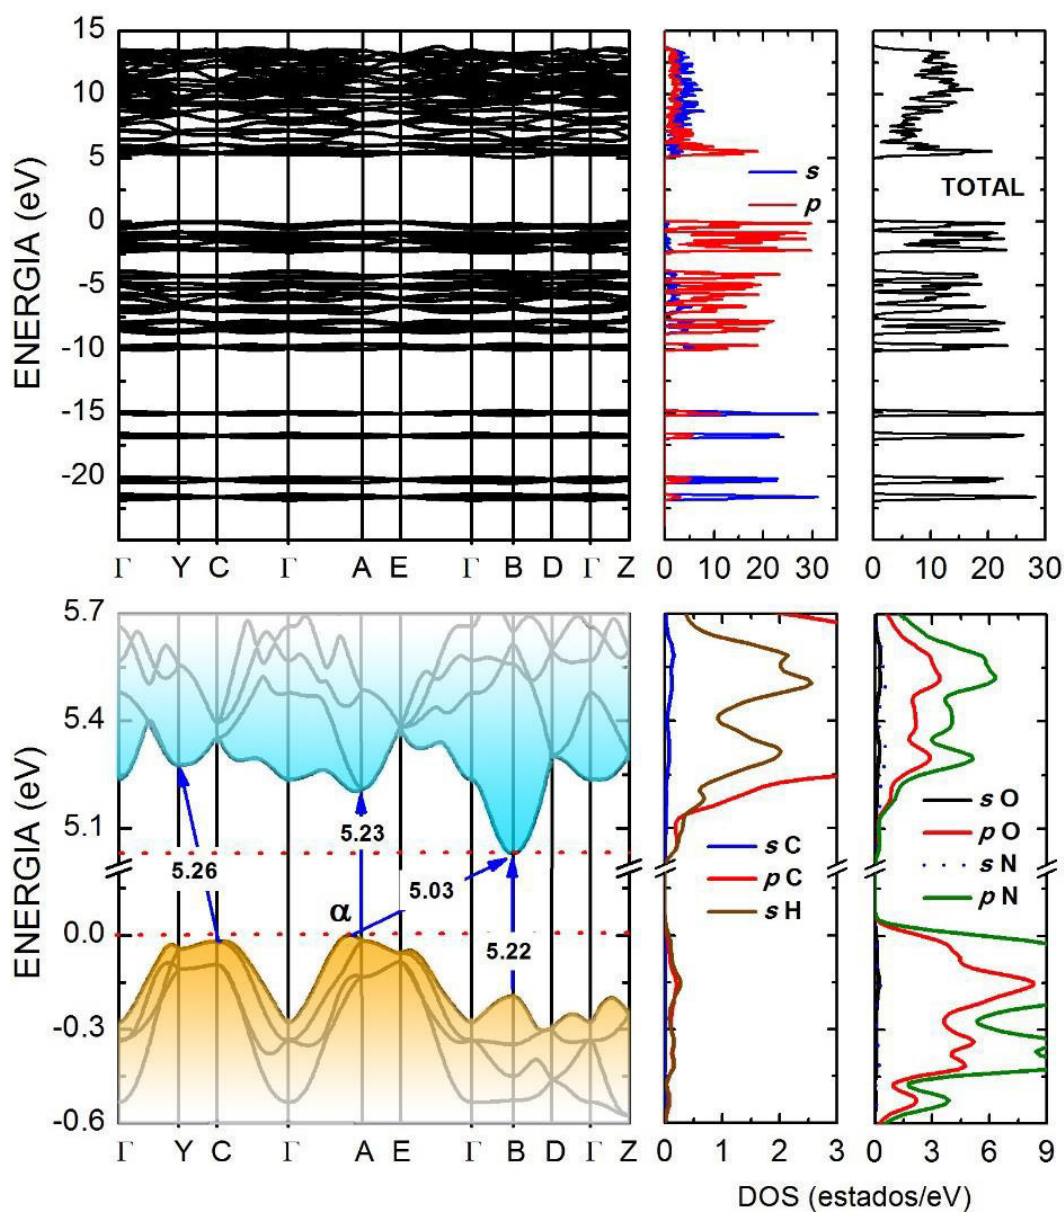 15
10
5
0
-5
-10
-15
-20
ENERGIA (eV)
s
p
TOTAL
Γ Y C Γ A E Γ B D Γ Z
0 10 20 30
0 10 20 30
5.7
5.4
5.1
0.0
-0.3
-0.6
ENERGIA (eV)
5.26
5.23
5.03
α
5.22
s C
p C
s H
s O
p O
s N
p N
Γ Y C Γ A E Γ B D Γ Z
0 1 2 3
0 3 6 9
DOS (estados/eV)